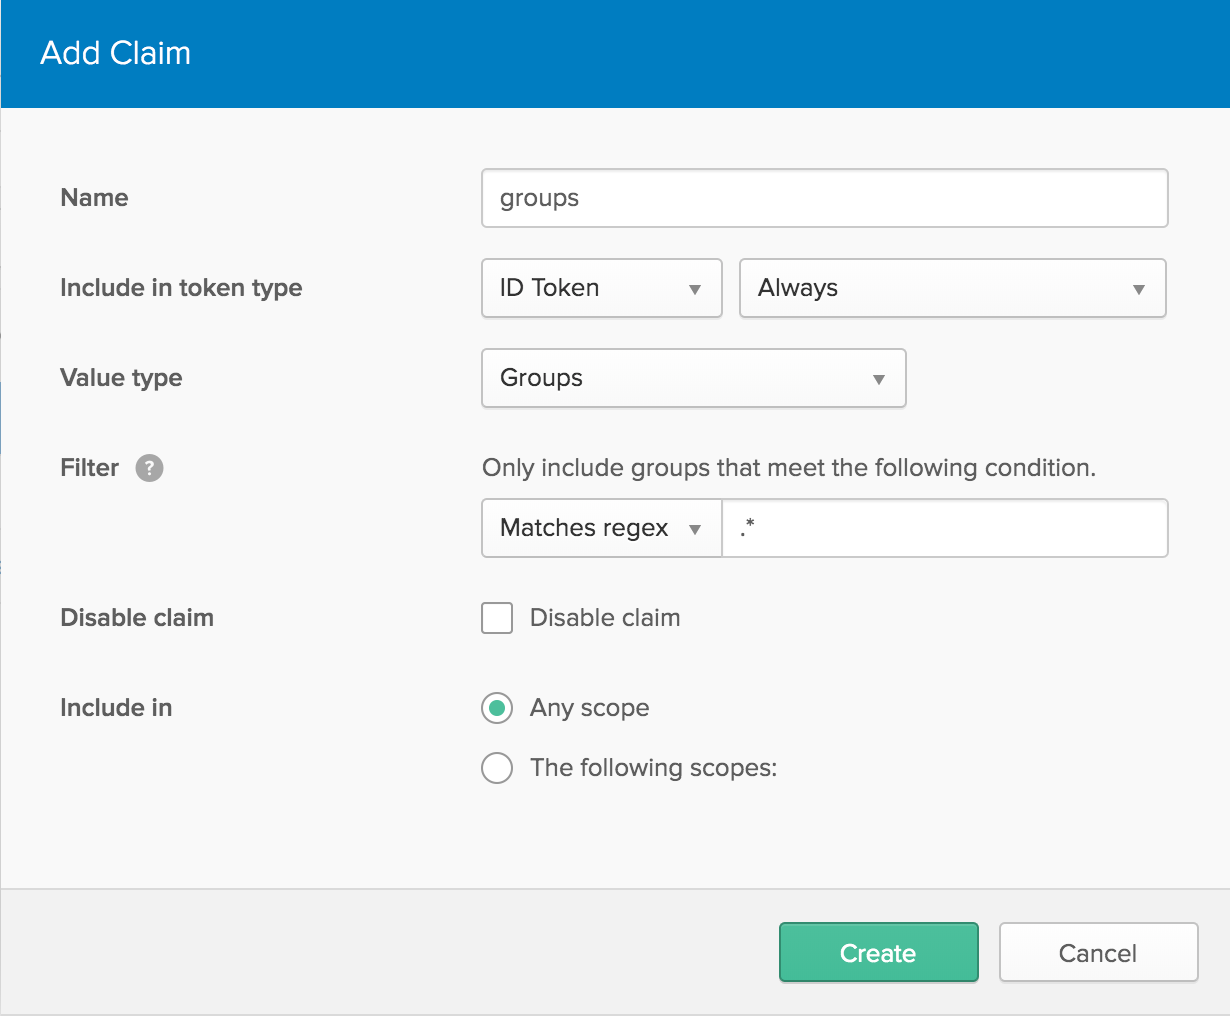 Add Claim
Name groups
Include in token type ID Token Always
Value type Groups
Filter ? Only include groups that meet the following condition.
Matches regex .*
Disable claim Disable claim
Include in Any scope
The following scopes:
Create Cancel